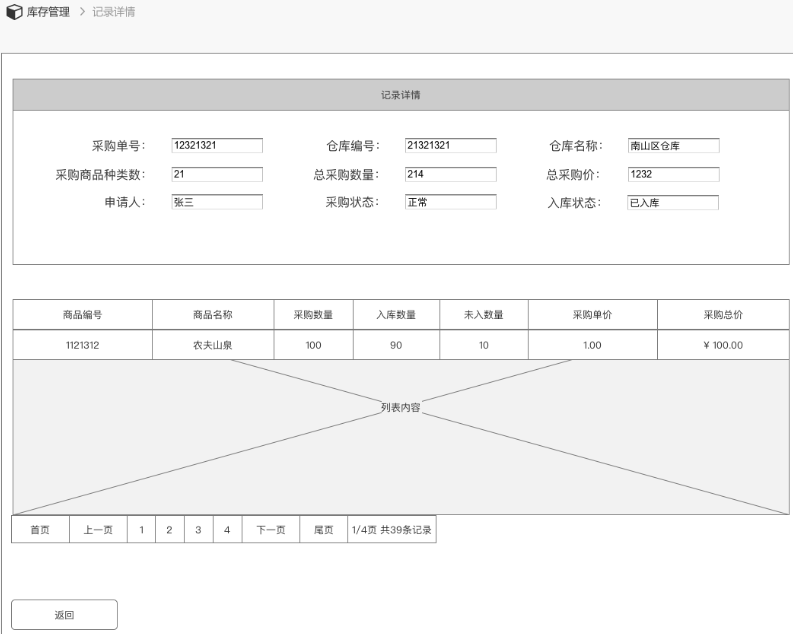 库存管理 > 记录详情
记录详情
采购单号： 12321321 仓库编号： 21321321 仓库名称： 南山区仓库
采购商品种类数： 21 总采购数量： 214 总采购价： 1232
申请人： 张三 采购状态： 正常 入库状态： 已入库
商品编号 商品名称 采购数量 入库数量 未入数量 采购单价 采购总价
1121312 农夫山泉 100 90 10 1.00 ¥ 100.00
列表内容
首页 上一页 1 2 3 4 下一页 尾页 1/4页 共39条记录
返回